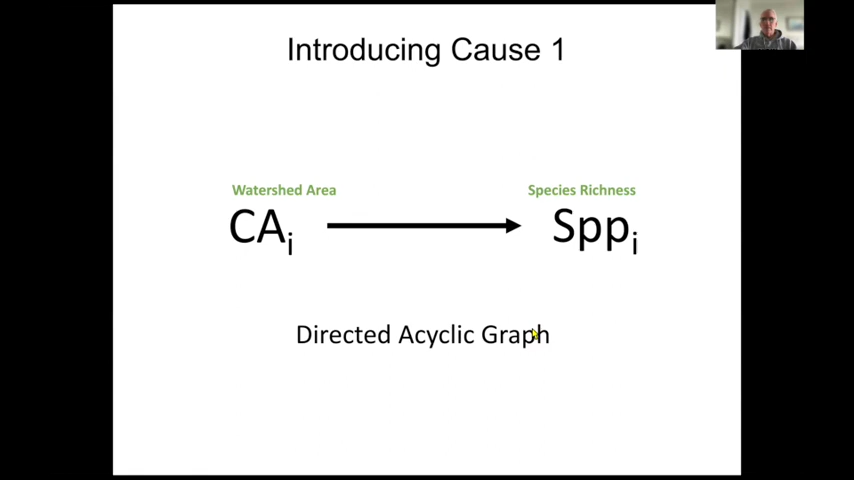 Introducing Cause 1
Watershed Area Species Richness
CAi Sppi
Directed Acyclic Graph